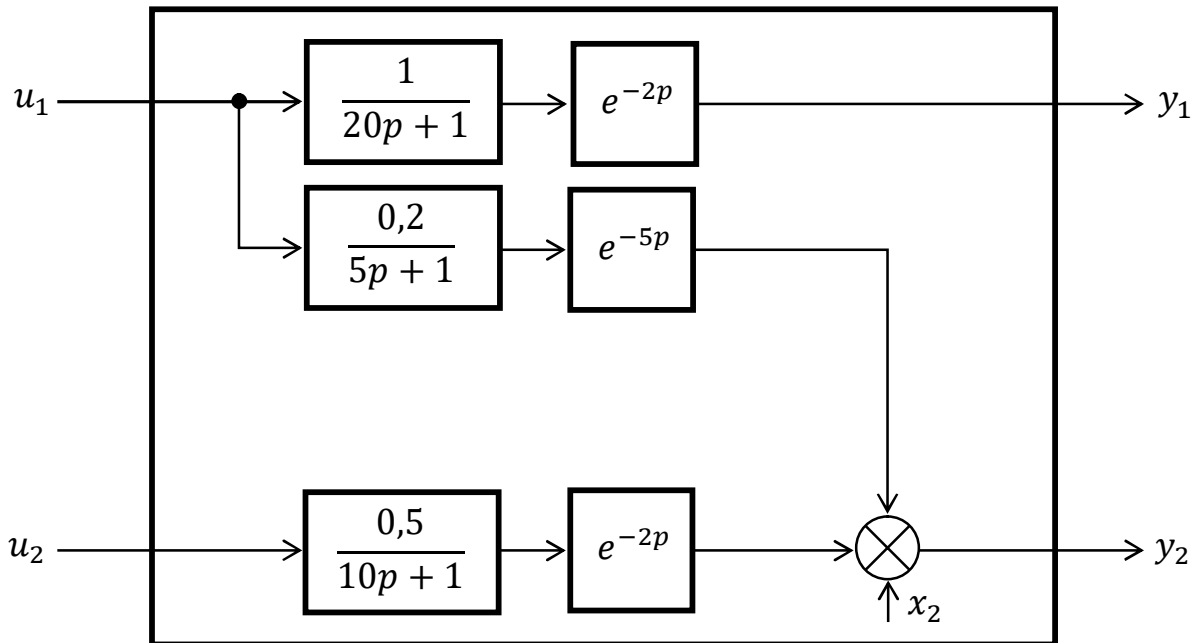 u₁
1
20p + 1
e⁻²ᵖ
y₁
0,2
5p + 1
e⁻⁵ᵖ
u₂
0,5
10p + 1
e⁻²ᵖ
y₂
x₂